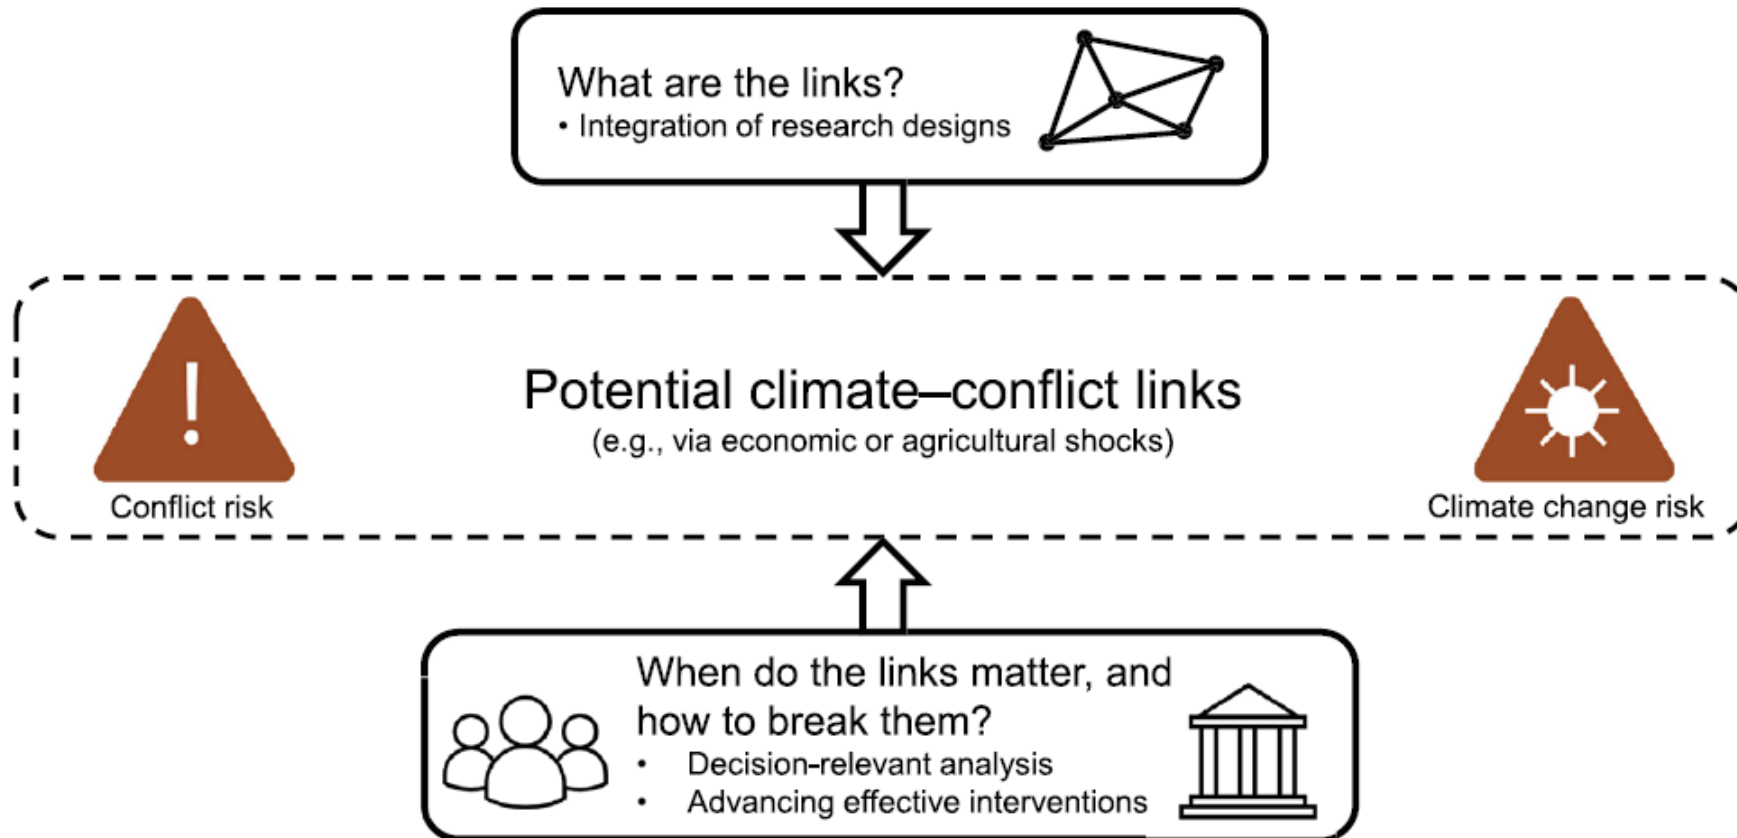 What are the links?
• Integration of research designs
Potential climate–conflict links
(e.g., via economic or agricultural shocks)
Conflict risk
Climate change risk
When do the links matter, and
how to break them?
• Decision-relevant analysis
• Advancing effective interventions